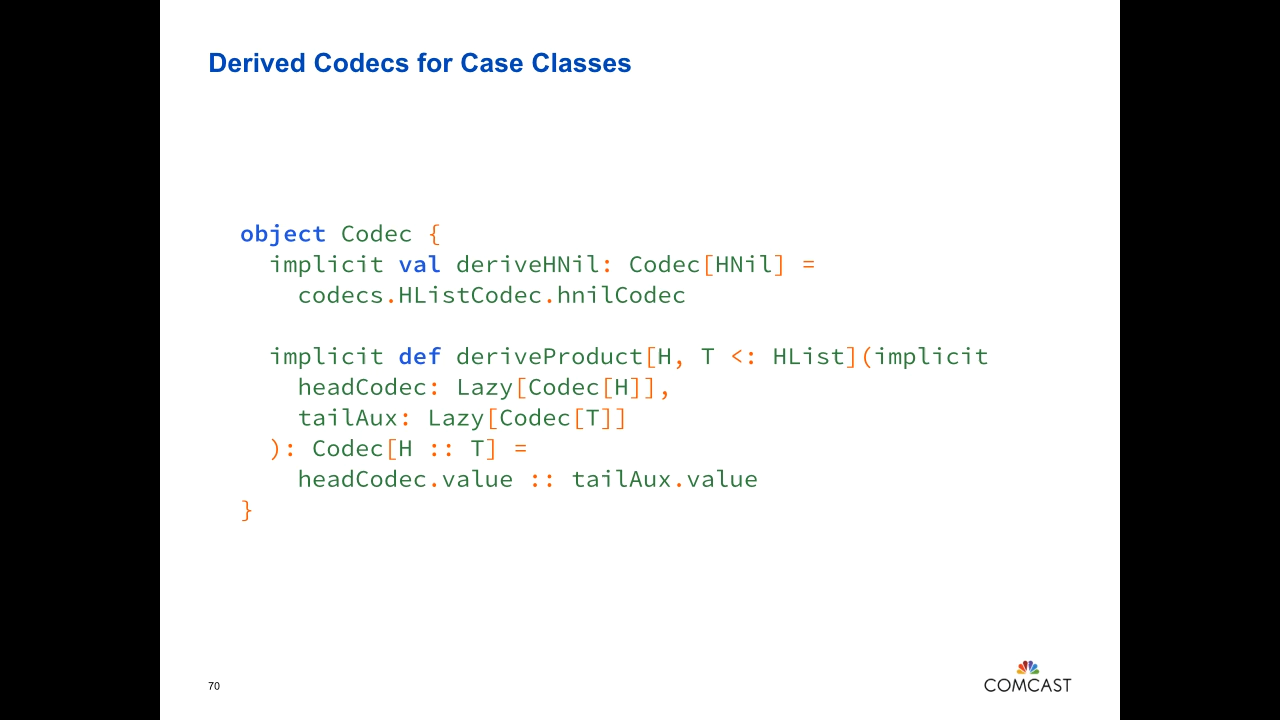 Derived Codecs for Case Classes
object Codec {
  implicit val deriveHNil: Codec[HNil] =
    codecs.HListCodec.hnilCodec

  implicit def deriveProduct[H, T <: HList](implicit
    headCodec: Lazy[Codec[H]],
    tailAux: Lazy[Codec[T]]
  ): Codec[H :: T] =
    headCodec.value :: tailAux.value
}
70
COMCAST